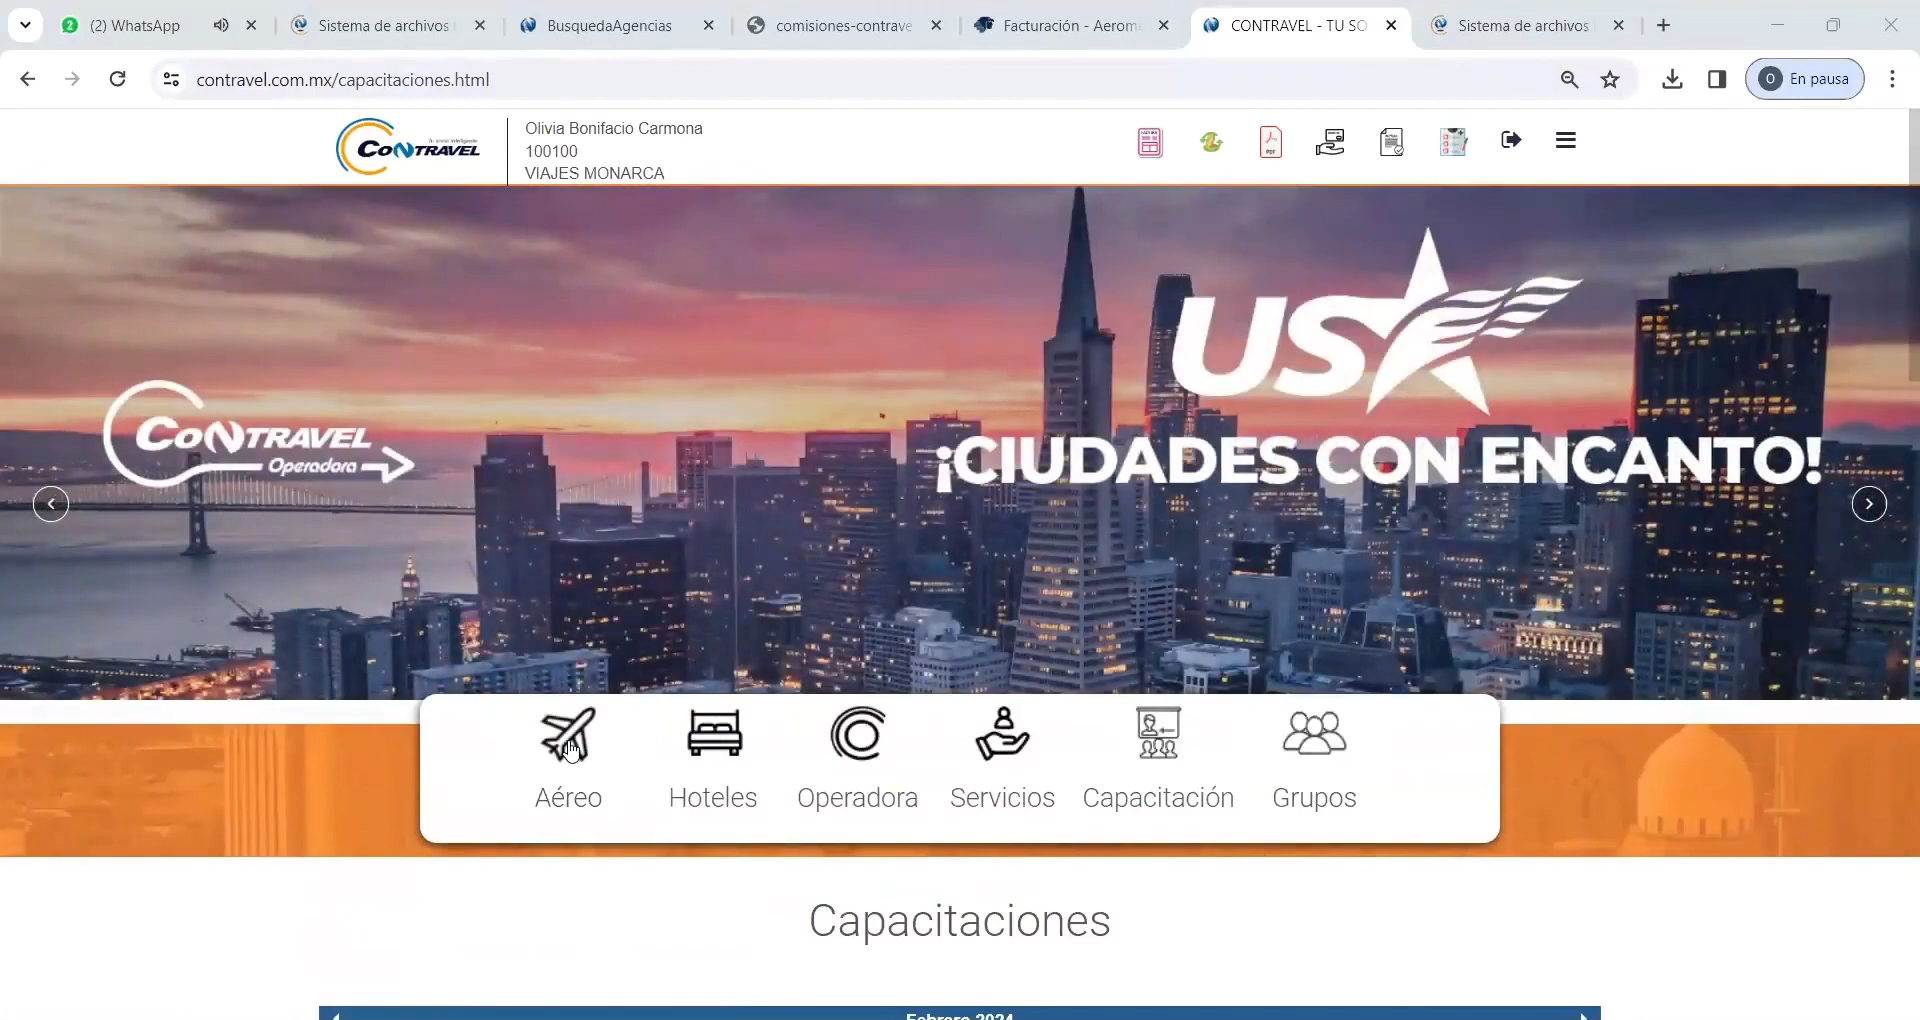 (2) WhatsApp
Sistema de archivos
BusquedaAgencias
comisiones-contrave
Facturación - Aerom
CONTRAVEL - TU SO
Sistema de archivos
contravel.com.mx/capacitaciones.html
O
En pausa
CONTRAVEL
Olivia Bonifacio Carmona
100100
VIAJES MONARCA
PDF
USA
CONTRAVEL
Operadora
¡CIUDADES CON ENCANTO!
Aéreo
Hoteles
Operadora
Servicios
Capacitación
Grupos
Capacitaciones
Febrero 2024